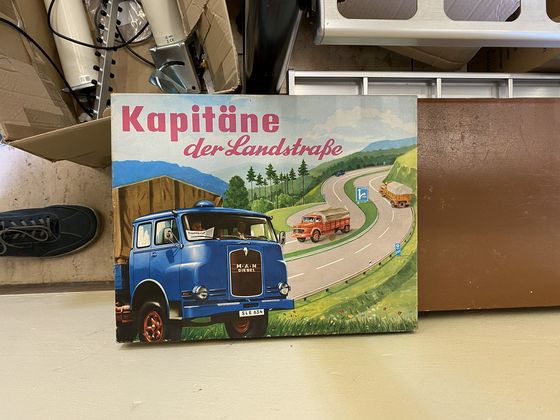 Kapitäne
der Landstraße
M·A·N
DIESEL